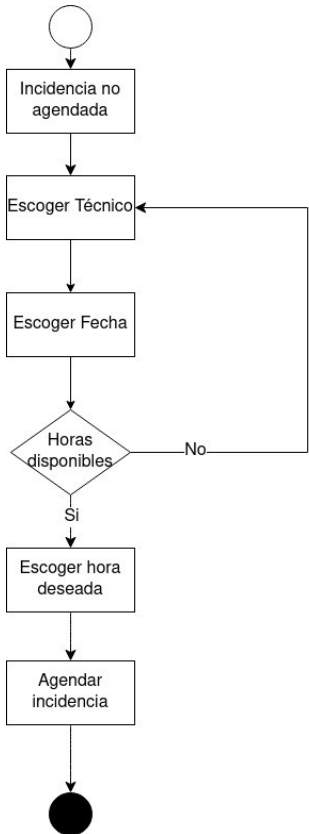 Incidencia no
agendada
Escoger Técnico
Escoger Fecha
Horas
disponibles
No
Si
Escoger hora
deseada
Agendar
incidencia